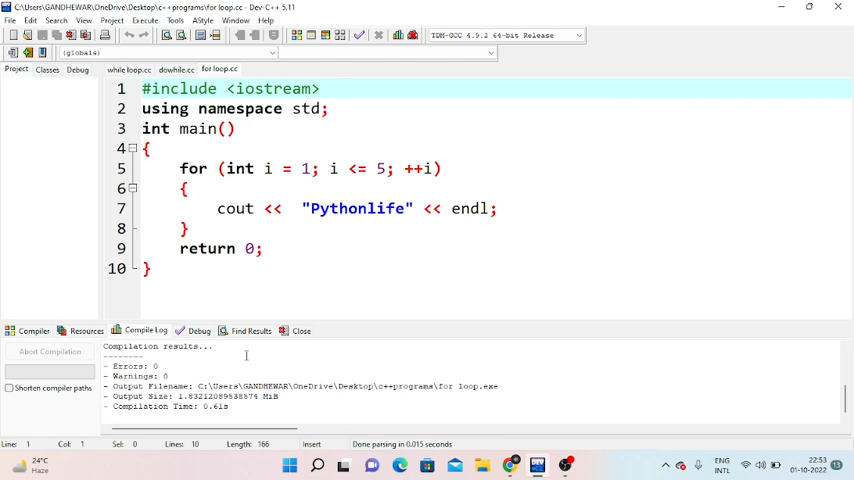 C:\Users\GANDHEWAR\OneDrive\Desktop\c++programs\for loop.cc - Dev-C++ 5.11
File Edit Search View Project Execute Tools AStyle Window Help
TDM-GCC 4.9.2 64-bit Release
(globals)
Project Classes Debug while loop.cc dowhile.cc for loop.cc
1 #include <iostream>
2 using namespace std;
3 int main()
4 {
5 for (int i = 1; i <= 5; ++i)
6 {
7 cout << "Pythonlife" << endl;
8 }
9 return 0;
10 }
Compiler Resources Compile Log Debug Find Results Close
Abort Compilation
Shorten compiler paths
Compilation results...
--------
- Errors: 0
- Warnings: 0
- Output Filename: C:\Users\GANDHEWAR\OneDrive\Desktop\c++programs\for loop.exe
- Output Size: 1.83212089538574 MiB
- Compilation Time: 0.61s
Line: 1 Col: 1 Sel: 0 Lines: 10 Length: 166 Insert Done parsing in 0.015 seconds
24°C
Haze
DEV
ENG
INTL
22:53
01-10-2022
13